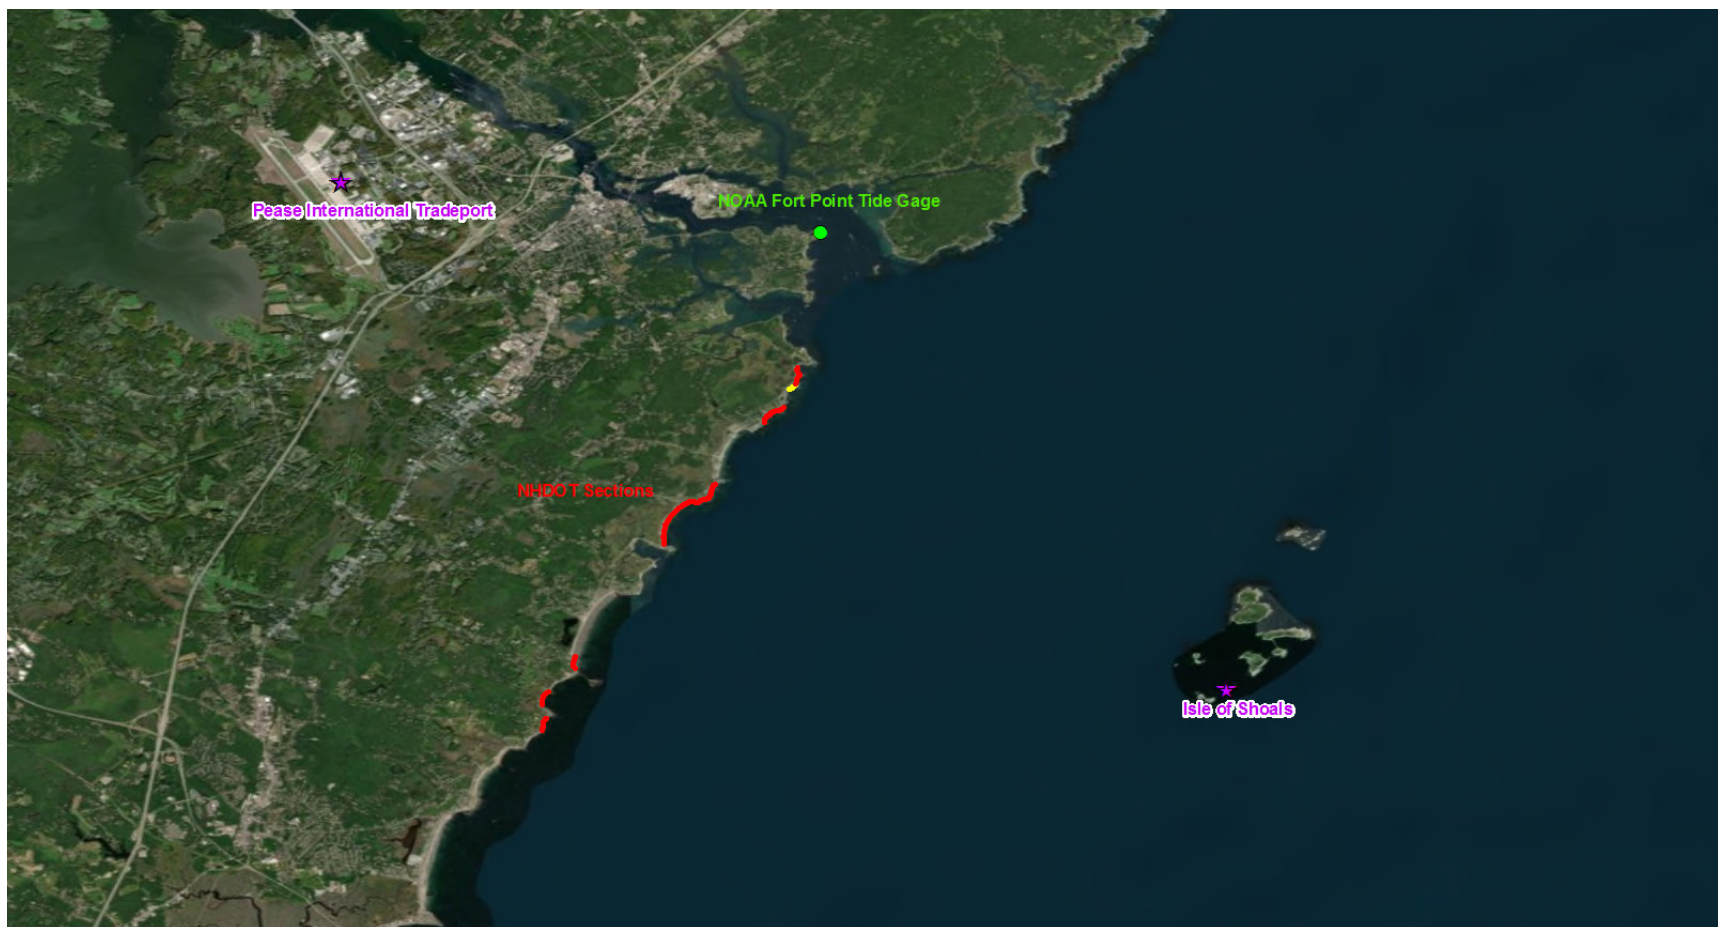 NOAA Fort Point Tide Gage
Pease International Tradeport
NHDOT Sections
Isle of Shoals